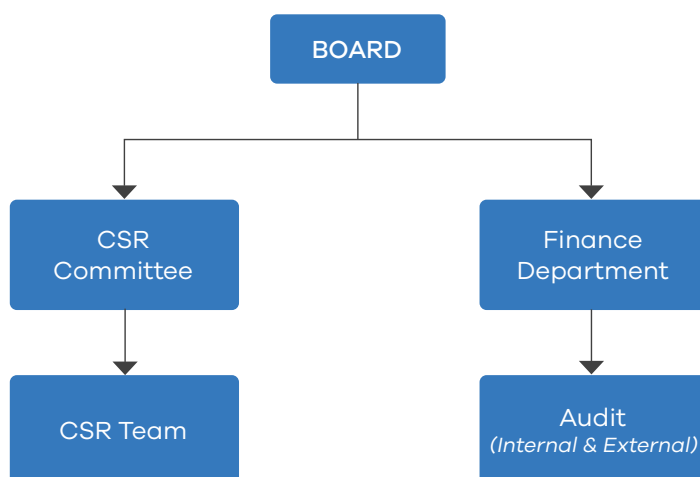 BOARD
CSR
Committee
Finance
Department
CSR Team
Audit
(Internal & External)